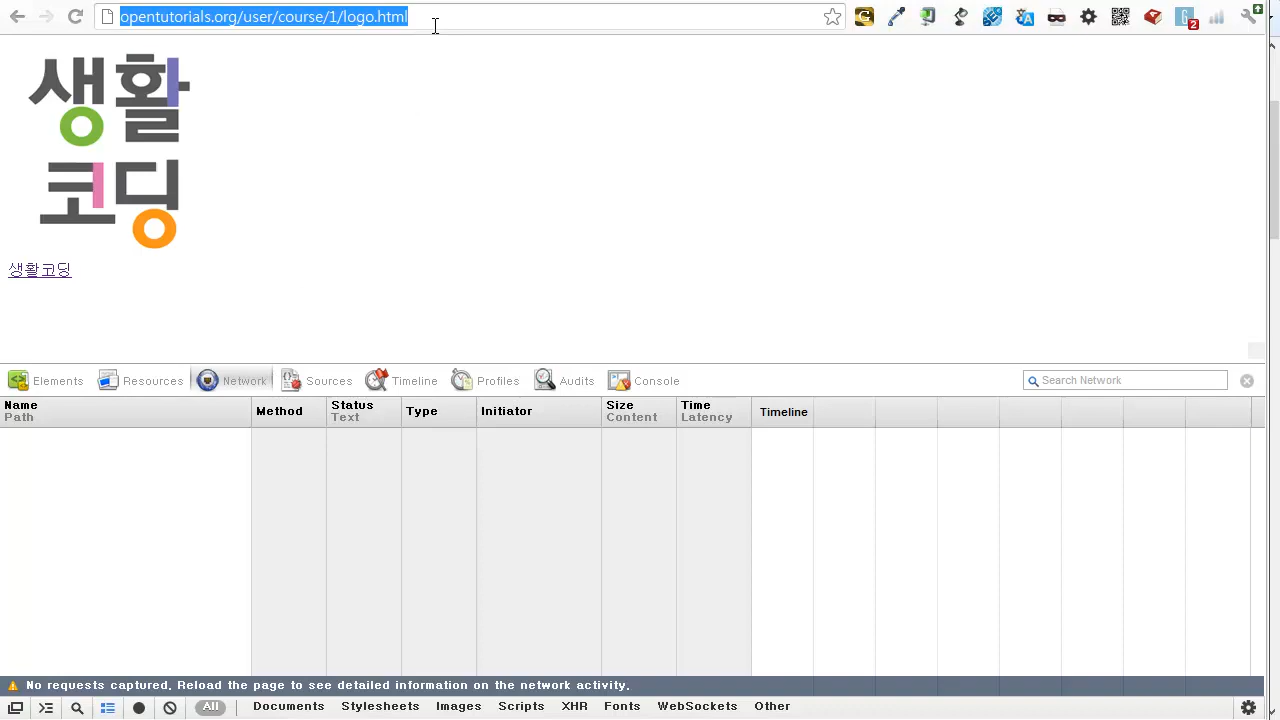 opentutorials.org/user/course/1/logo.html
G
2
생활
코딩
생활코딩
Elements Resources Network Sources Timeline Profiles Audits Console Search Network
Name Path Method Status Text Type Initiator Size Content Time Latency Timeline
No requests captured. Reload the page to see detailed information on the network activity.
All Documents Stylesheets Images Scripts XHR Fonts WebSockets Other